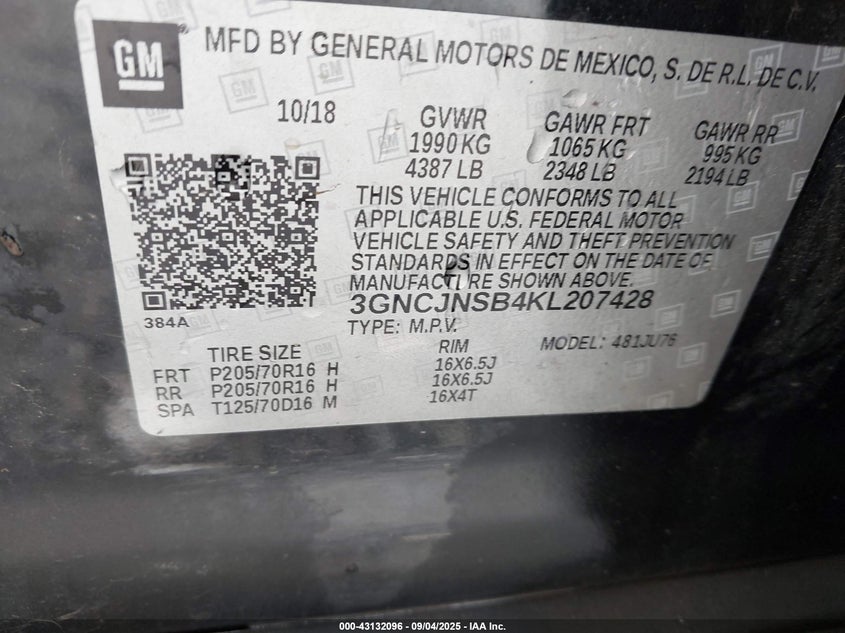 GM
MFD BY GENERAL MOTORS DE MEXICO, S. DE R.L. DE C.V.
10/18
GVWR GAWR FRT GAWR RR
1990 KG 1065 KG 995 KG
4387 LB 2348 LB 2194 LB
THIS VEHICLE CONFORMS TO ALL
APPLICABLE U.S. FEDERAL MOTOR
VEHICLE SAFETY AND THEFT PREVENTION
STANDARDS IN EFFECT ON THE DATE OF
MANUFACTURE SHOWN ABOVE.
3GNCJNSB4KL207428
384A
TYPE: M.P.V. MODEL: 481JU76
TIRE SIZE RIM
FRT P205/70R16 H 16X6.5J
RR P205/70R16 H 16X6.5J
SPA T125/70D16 M 16X4T
000-43132096 - 09/04/2025 - IAA Inc.